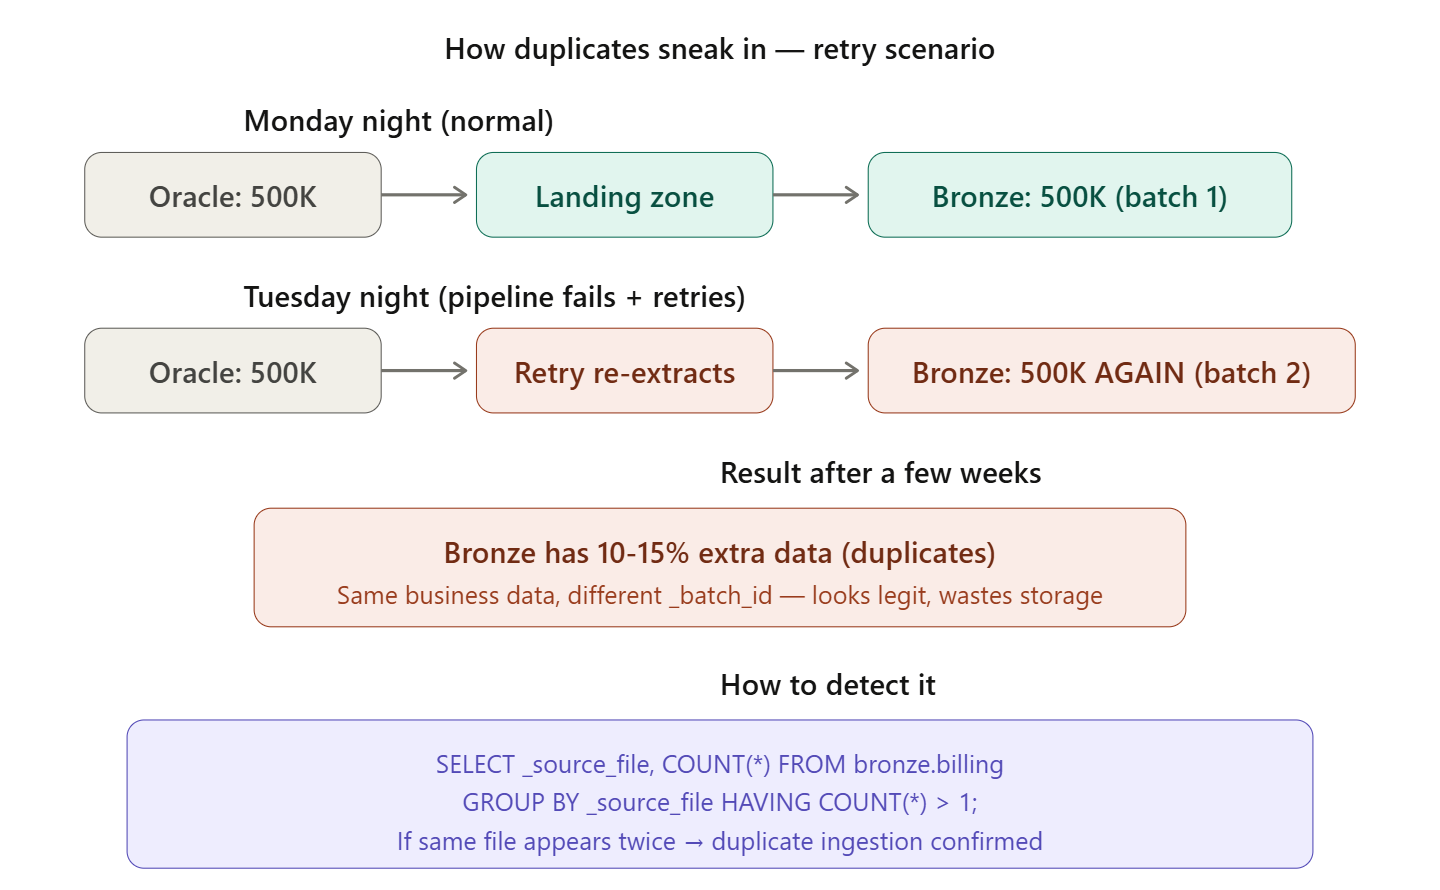 How duplicates sneak in — retry scenario
Monday night (normal)
Oracle: 500K
Landing zone
Bronze: 500K (batch 1)
Tuesday night (pipeline fails + retries)
Oracle: 500K
Retry re-extracts
Bronze: 500K AGAIN (batch 2)
Result after a few weeks
Bronze has 10-15% extra data (duplicates)
Same business data, different _batch_id — looks legit, wastes storage
How to detect it
SELECT _source_file, COUNT(*) FROM bronze.billing
GROUP BY _source_file HAVING COUNT(*) > 1;
If same file appears twice → duplicate ingestion confirmed